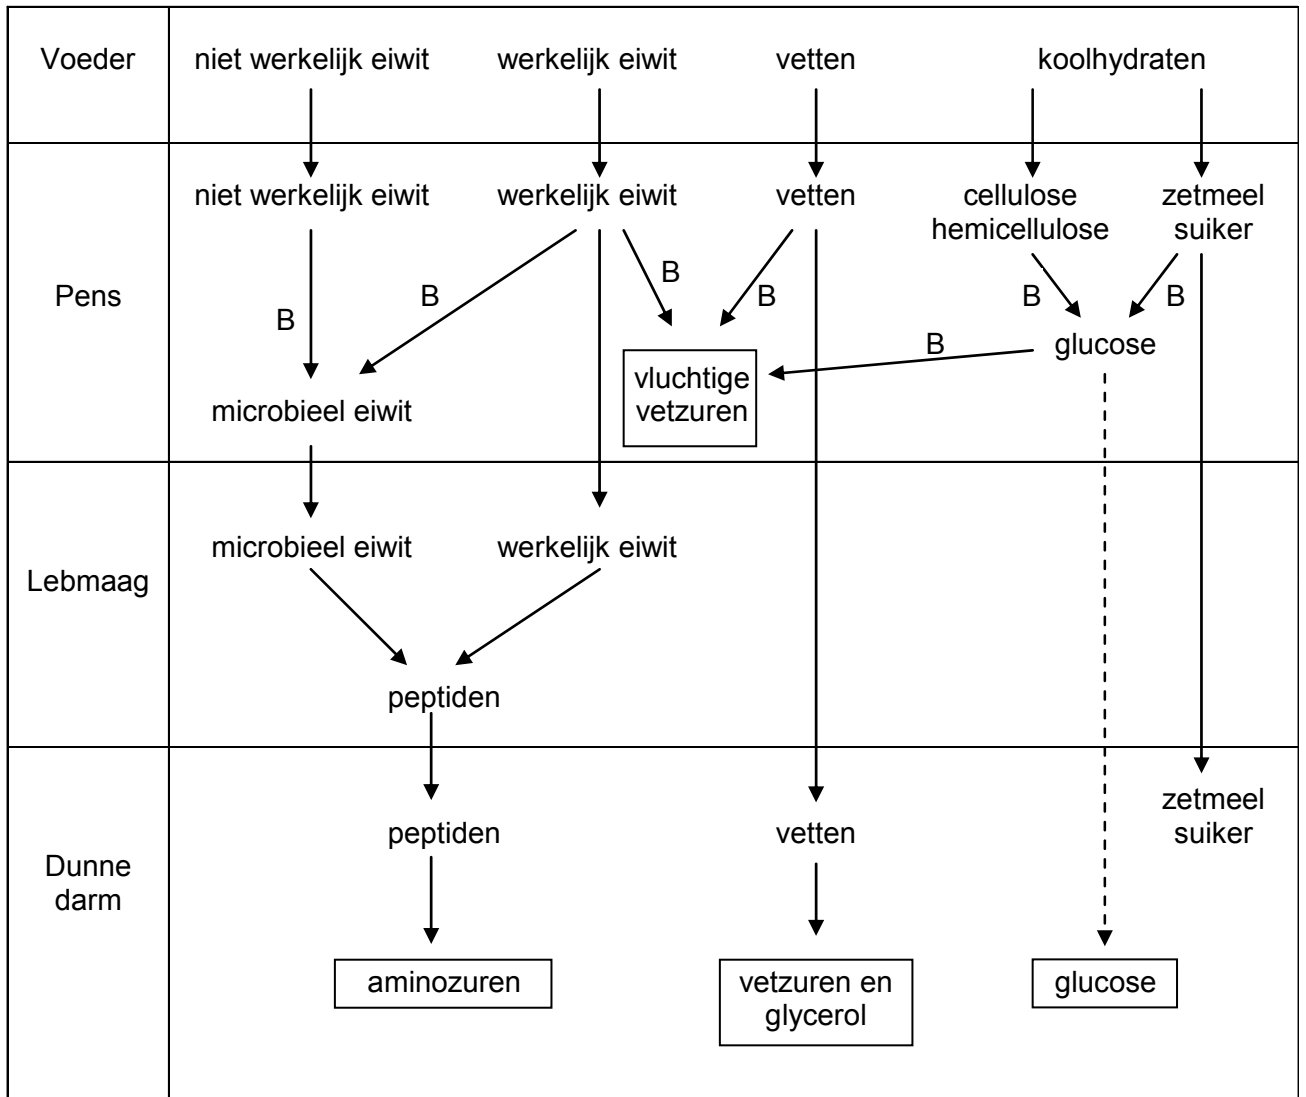 Voeder
niet werkelijk eiwit
werkelijk eiwit
vetten
koolhydraten
Pens
niet werkelijk eiwit
werkelijk eiwit
vetten
cellulose
hemicellulose
zetmeel
suiker
B
B
B
B
B
B
B
glucose
vluchtige
vetzuren
microbieel eiwit
Lebmaag
microbieel eiwit
werkelijk eiwit
peptiden
Dunne
darm
peptiden
vetten
zetmeel
suiker
aminozuren
vetzuren en
glycerol
glucose